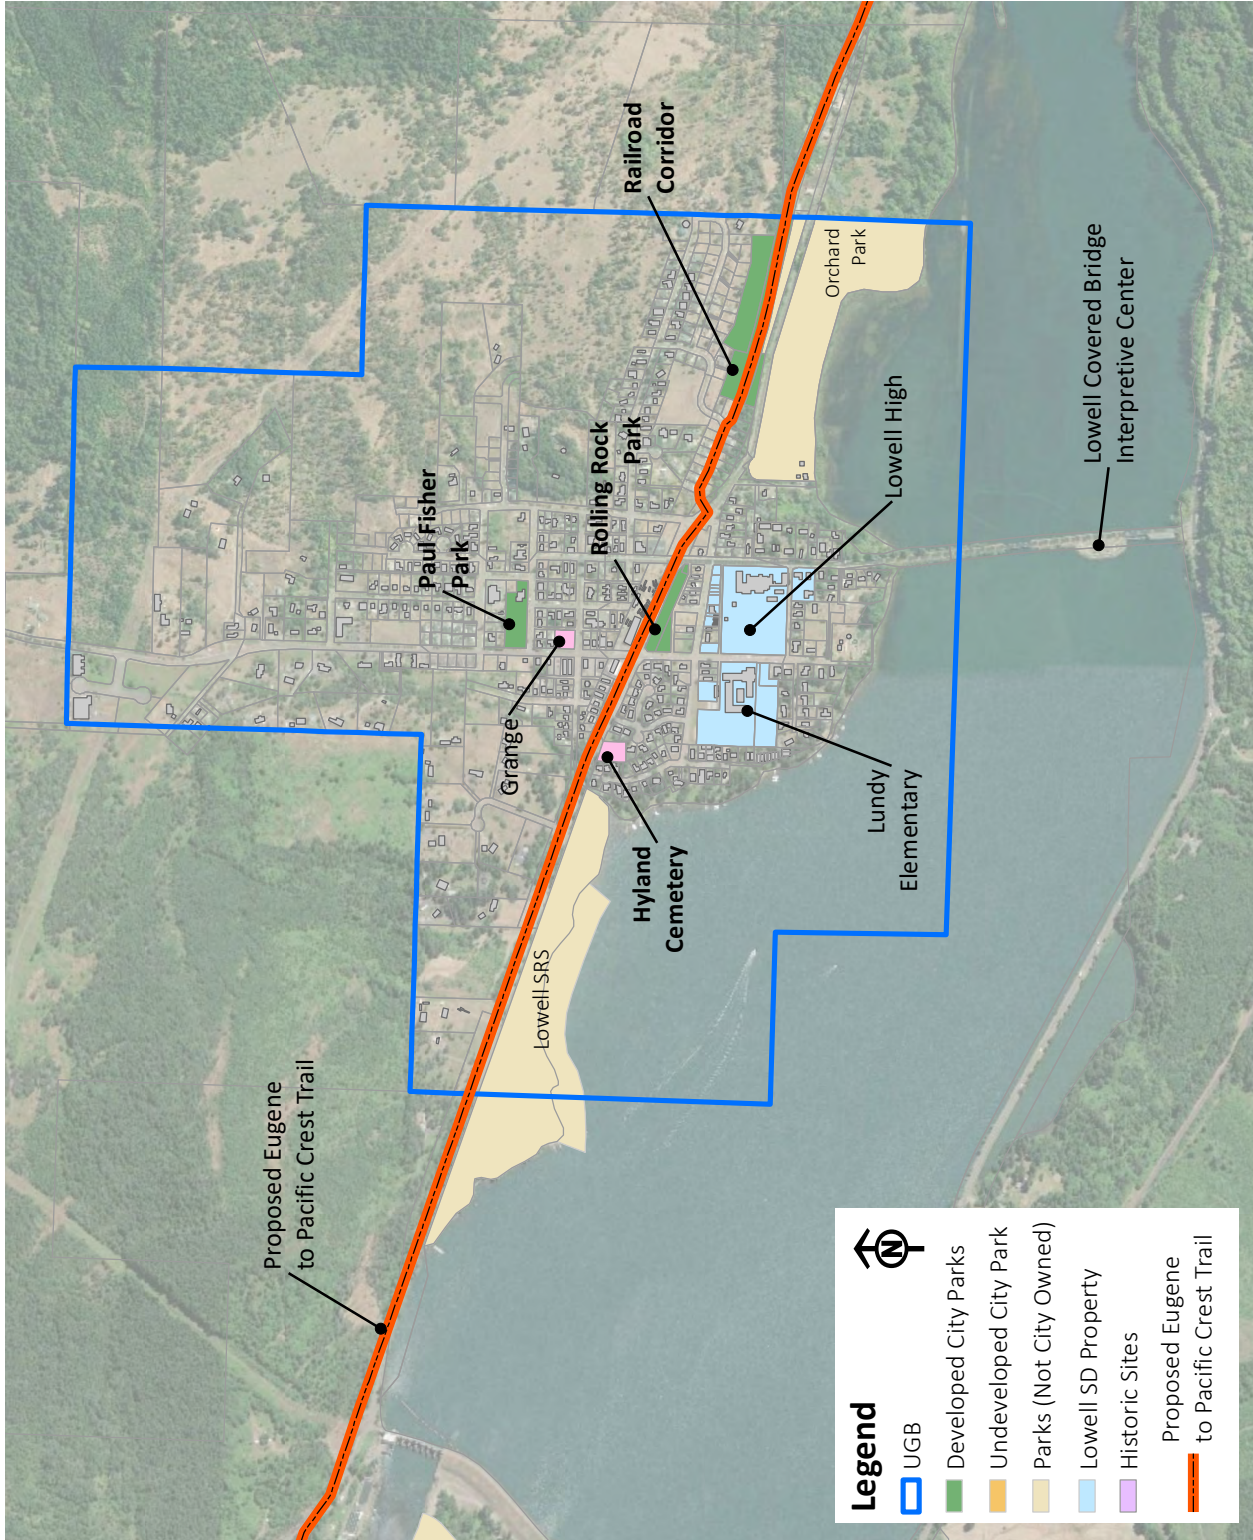 Proposed Eugene
to Pacific Crest Trail
Lowell SRS
Hyland
Cemetery
Grange
Paul Fisher
Park
Rolling Rock
Park
Railroad
Corridor
Orchard
Park
Lowell High
Lundy
Elementary
Lowell Covered Bridge
Interpretive Center
Legend
N
UGB
Developed City Parks
Undeveloped City Park
Parks (Not City Owned)
Lowell SD Property
Historic Sites
Proposed Eugene
to Pacific Crest Trail